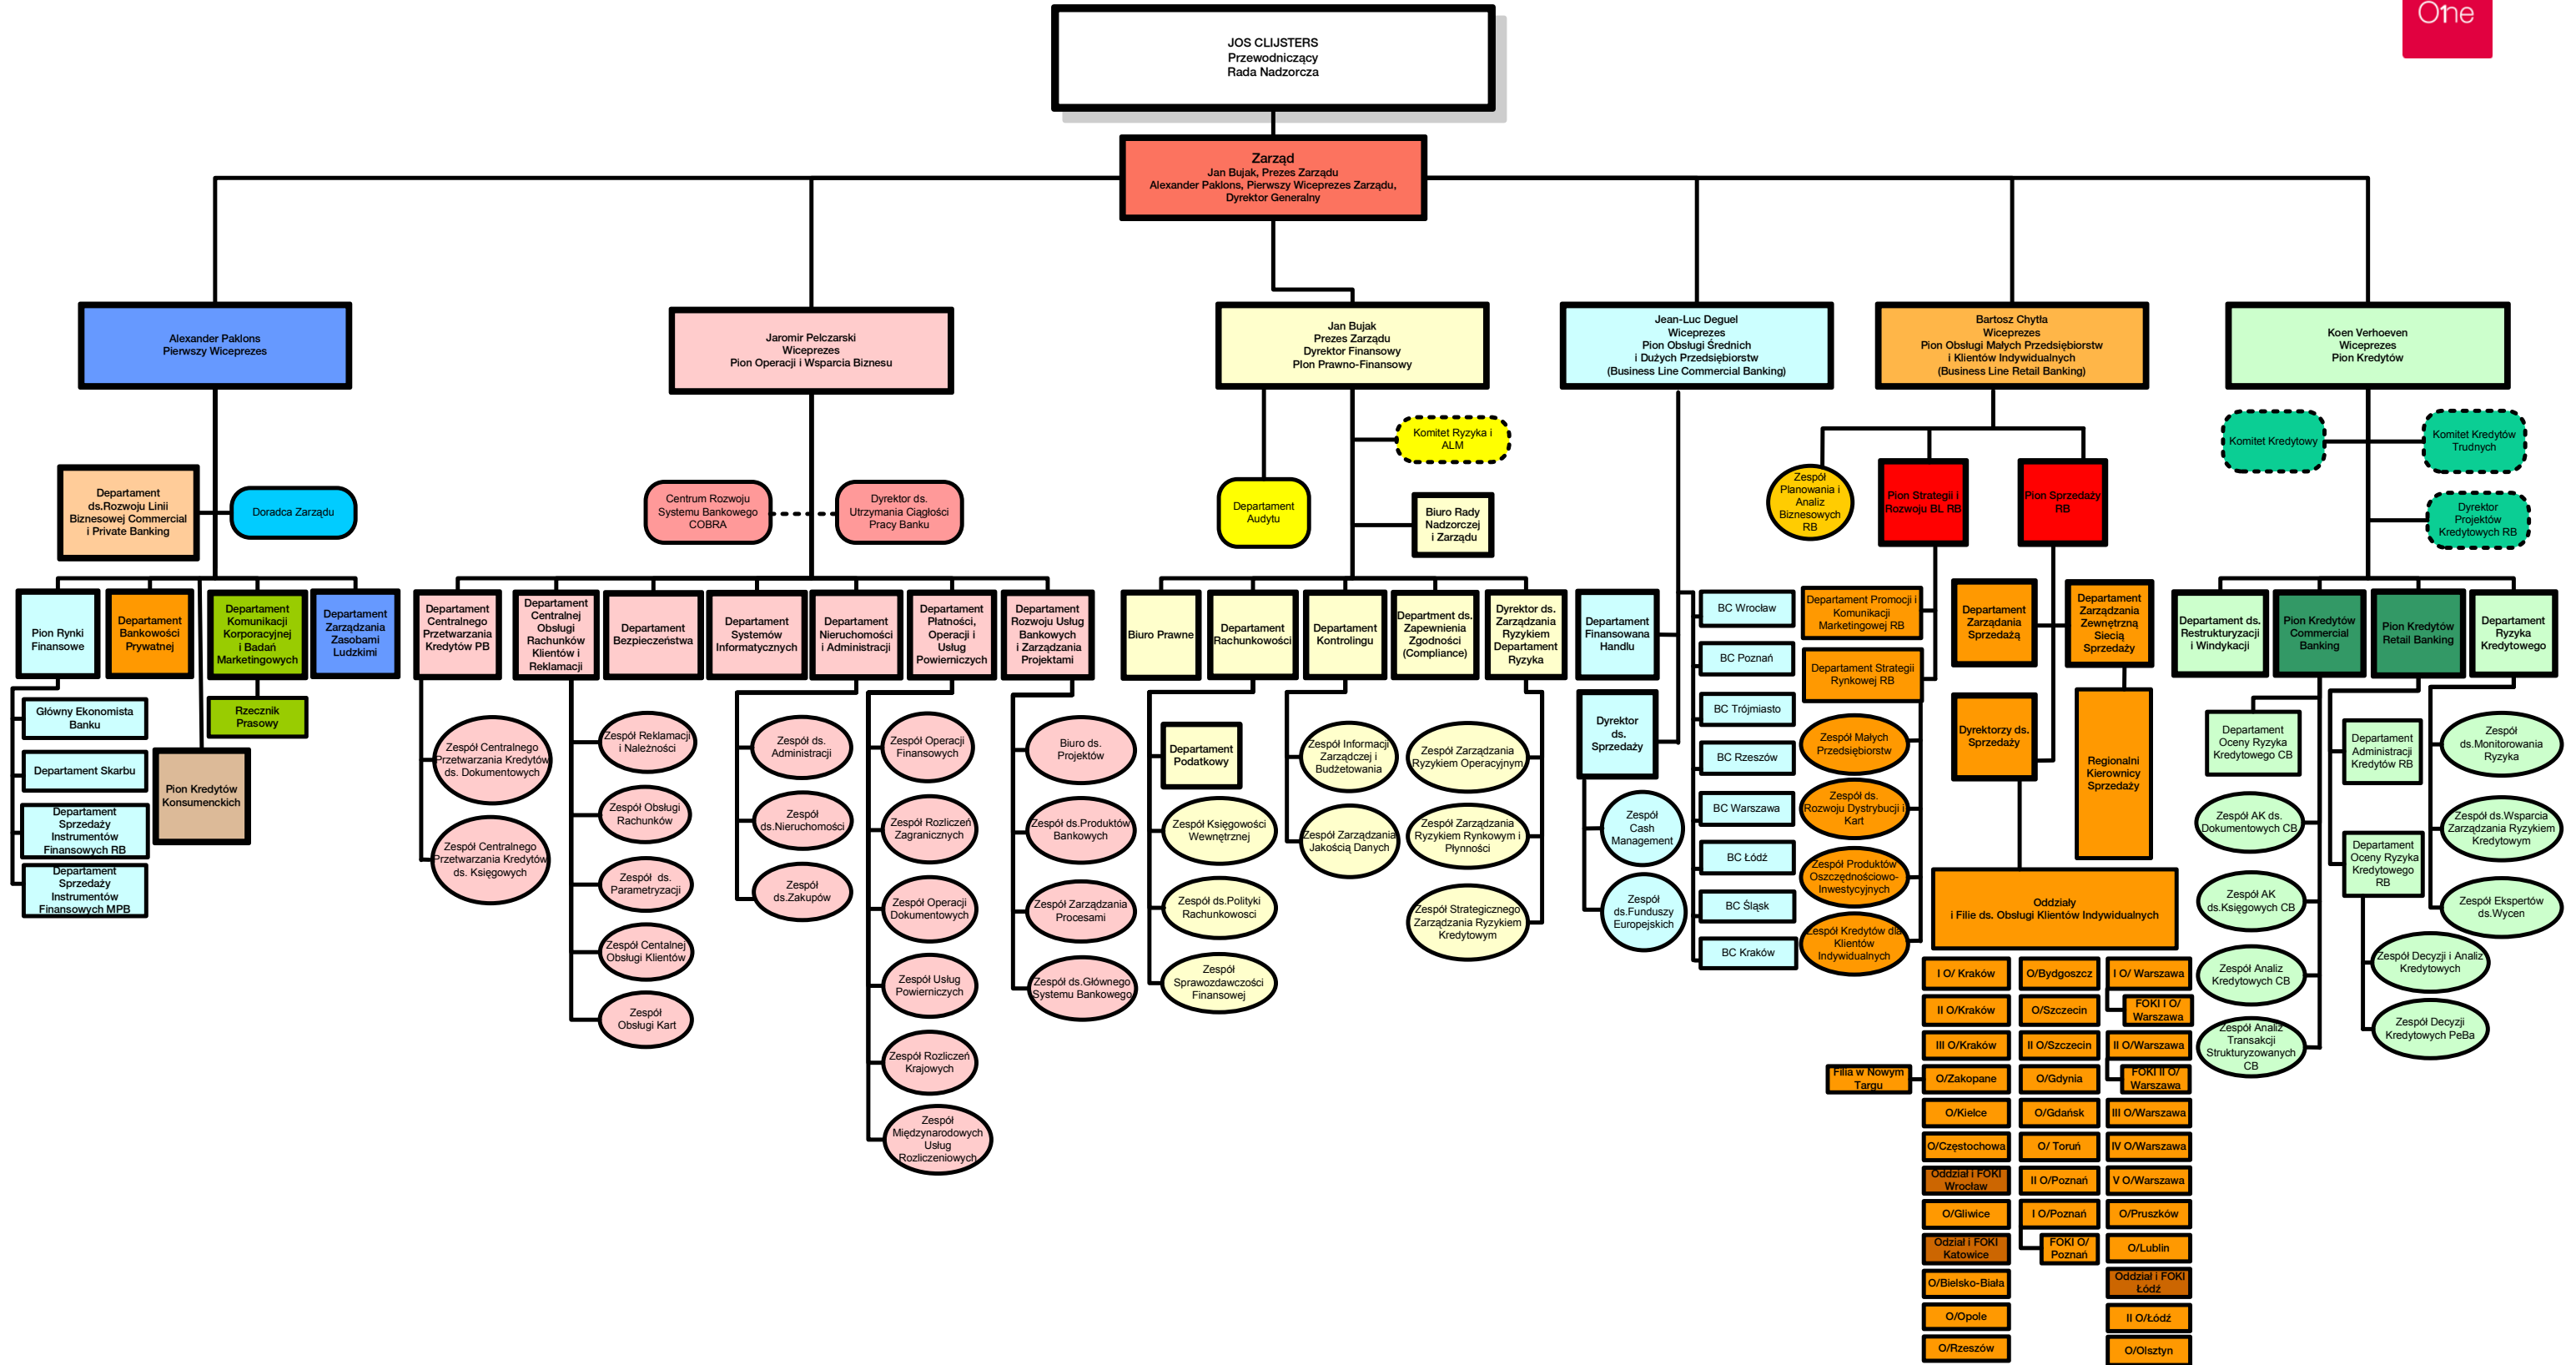 One
JOS CLIJSTERS
Przewodniczący
Rada Nadzorcza
Zarząd
Jan Bujak, Prezes Zarządu
Alexander Paklons, Pierwszy Wiceprezes Zarządu,
Dyrektor Generalny
Alexander Paklons
Pierwszy Wiceprezes
Jaromir Pelczarski
Wiceprezes
Pion Operacji i Wsparcia Biznesu
Jan Bujak
Prezes Zarządu
Dyrektor Finansowy
PIon Prawno-Finansowy
Jean-Luc Deguel
Wiceprezes
Pion Obsługi Średnich
i Dużych Przedsiębiorstw
(Business Line Commercial Banking)
Bartosz Chytła
Wiceprezes
Pion Obsługi Małych Przedsiębiorstw
i Klientów Indywidualnych
(Business Line Retail Banking)
Koen Verhoeven
Wiceprezes
Pion Kredytów
Departament
ds.Rozwoju Linii
Biznesowej Commercial
i Private Banking
Doradca Zarządu
Centrum Rozwoju
Systemu Bankowego
COBRA
Dyrektor ds.
Utrzymania Ciągłości
Pracy Banku
Departament
Audytu
Komitet Ryzyka i
ALM
Biuro Rady
Nadzorczej
i Zarządu
Zespół
Planowania i
Analiz
Biznesowych
RB
Pion Strategii i
Rozwoju BL RB
Pion Sprzedaży
RB
Komitet Kredytowy
Komitet Kredytów
Trudnych
Dyrektor
Projektów
Kredytowych RB
Pion Rynki
Finansowe
Departament
Bankowości
Prywatnej
Departament
Komunikacji
Korporacyjnej
i Badań
Marketingowych
Departament
Zarządzania
Zasobami
Ludzkimi
Rzecznik
Prasowy
Główny Ekonomista
Banku
Departament Skarbu
Departament
Sprzedaży
Instrumentów
Finansowych RB
Departament
Sprzedaży
Instrumentów
Finansowych MPB
Pion Kredytów
Konsumenckich
Departament
Centralnego
Przetwarzania
Kredytów PB
Departament
Centralnej
Obsługi
Rachunków
Klientów i
Reklamacji
Departament
Bezpieczeństwa
Departament
Systemów
Informatycznych
Departament
Nieruchomości
i Administracji
Departament
Płatności,
Operacji i
Usług
Powierniczych
Departament
Rozwoju Usług
Bankowych
i Zarządzania
Projektami
Zespół Centralnego
Przetwarzania Kredytów
ds. Dokumentowych
Zespół Centralnego
Przetwarzania Kredytów
ds. Księgowych
Zespół Reklamacji
i Należności
Zespół Obsługi
Rachunków
Zespół ds.
Parametryzacji
Zespół Centalnej
Obsługi Klientów
Zespół
Obsługi Kart
Zespół ds.
Administracji
Zespół
ds.Nieruchomości
Zespół
ds.Zakupów
Zespół Operacji
Finansowych
Zespół Rozliczeń
Zagranicznych
Zespół Operacji
Dokumentowych
Zespół Usług
Powierniczych
Zespół Rozliczeń
Krajowych
Zespół
Międzynarodowych
Usług
Rozliczeniowych
Biuro ds.
Projektów
Zespół ds.Produktów
Bankowych
Zespół Zarządzania
Procesami
Zespół ds.Głównego
Systemu Bankowego
Biuro Prawne
Departament
Rachunkowości
Departament
Kontrolingu
Department ds.
Zapewnienia
Zgodności
(Compliance)
Dyrektor ds.
Zarządzania
Ryzykiem
Departament
Ryzyka
Departament
Podatkowy
Zespół Księgowości
Wewnętrznej
Zespół ds.Polityki
Rachunkowosci
Zespół
Sprawozdawczości
Finansowej
Zespół Informacji
Zarządczej i
Budżetowania
Zespół Zarządzania
Jakością Danych
Zespół Zarządzania
Ryzykiem Operacyjnym
Zespół Zarządzania
Ryzykiem Rynkowym i
Płynności
Zespół Strategicznego
Zarządzania Ryzykiem
Kredytowym
Departament
Finansowana
Handlu
Dyrektor
ds.
Sprzedaży
Zespół
Cash
Management
Zespół
ds.Funduszy
Europejskich
BC Wrocław
BC Poznań
BC Trójmiasto
BC Rzeszów
BC Warszawa
BC Łódź
BC Śląsk
BC Kraków
Departament Promocji i
Komunikacji
Marketingowej RB
Departament Strategii
Rynkowej RB
Zespół Małych
Przedsiębiorstw
Zespół ds.
Rozwoju Dystrybucji i
Kart
Zespół Produktów
Oszczędnościowo-
Inwestycyjnych
Zespół Kredytów dla
Klientów
Indywidualnych
Departament
Zarządania
Sprzedażą
Departament
Zarządzania
Zewnętrzną
Siecią
Sprzedaży
Dyrektorzy ds.
Sprzedaży
Regionalni
Kierownicy
Sprzedaży
Oddziały
i Filie ds. Obsługi Klientów Indywidualnych
I O/ Kraków
II O/Kraków
III O/Kraków
Filia w Nowym
Targu
O/Zakopane
O/Kielce
O/Częstochowa
Oddział i FOKI
Wrocław
O/Gliwice
Odział i FOKI
Katowice
O/Bielsko-Biała
O/Opole
O/Rzeszów
O/Bydgoszcz
O/Szczecin
II O/Szczecin
O/Gdynia
O/Gdańsk
O/ Toruń
II O/Poznań
I O/Poznań
FOKI O/
Poznań
I O/ Warszawa
FOKI I O/
Warszawa
II O/Warszawa
FOKI II O/
Warszawa
III O/Warszawa
IV O/Warszawa
V O/Warszawa
O/Pruszków
O/Lublin
Oddział i FOKI
Łódź
II O/Łódź
O/Olsztyn
Departament ds.
Restrukturyzacji
i Windykacji
Pion Kredytów
Commercial
Banking
Pion Kredytów
Retail Banking
Departament
Ryzyka
Kredytowego
Departament
Oceny Ryzyka
Kredytowego CB
Zespół AK ds.
Dokumentowych CB
Zespół AK
ds.Księgowych CB
Zespół Analiz
Kredytowych CB
Zespół Analiz
Transakcji
Strukturyzowanych
CB
Departament
Administracji
Kredytów RB
Departament
Oceny Ryzyka
Kredytowego
RB
Zespół Decyzji i Analiz
Kredytowych
Zespół Decyzji
Kredytowych PeBa
Zespół
ds.Monitorowania
Ryzyka
Zespół ds.Wsparcia
Zarządzania Ryzykiem
Kredytowym
Zespół Ekspertów
ds.Wycen